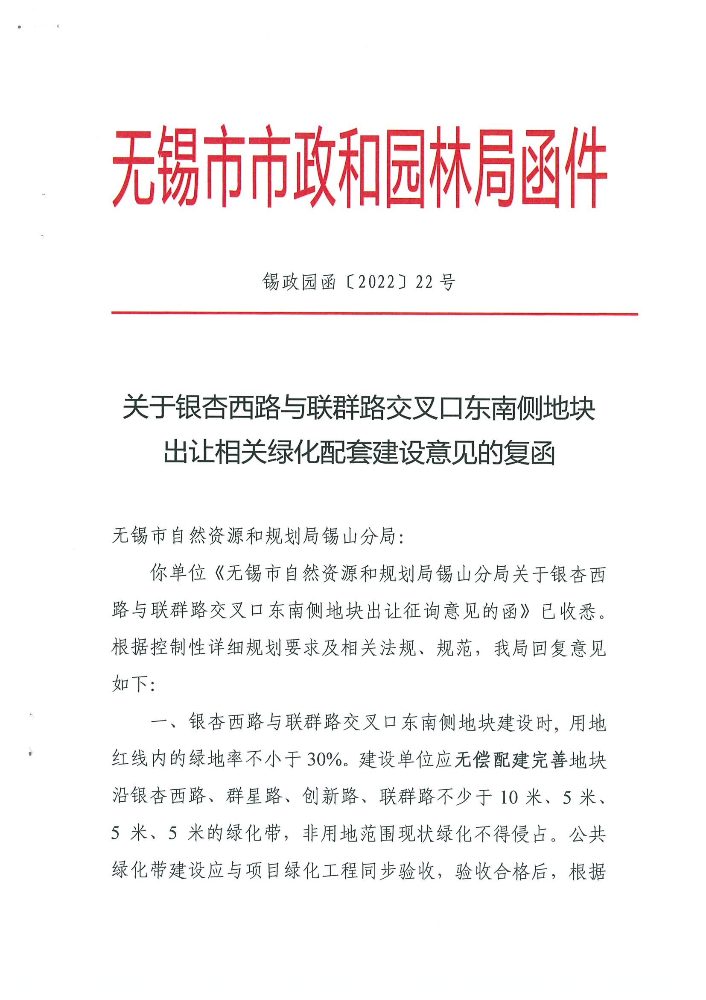 无锡市市政和园林局函件
锡政园函〔2022〕22 号
关于银杏西路与联群路交叉口东南侧地块
出让相关绿化配套建设意见的复函
无锡市自然资源和规划局锡山分局：
你单位《无锡市自然资源和规划局锡山分局关于银杏西
路与联群路交叉口东南侧地块出让征询意见的函》已收悉。
根据控制性详细规划要求及相关法规、规范，我局回复意见
如下：
一、银杏西路与联群路交叉口东南侧地块建设时，用地
红线内的绿地率不小于 30%。建设单位应无偿配建完善地块
沿银杏西路、群星路、创新路、联群路不少于 10 米、5 米、
5 米、5 米的绿化带，非用地范围现状绿化不得侵占。公共
绿化带建设应与项目绿化工程同步验收，验收合格后，根据